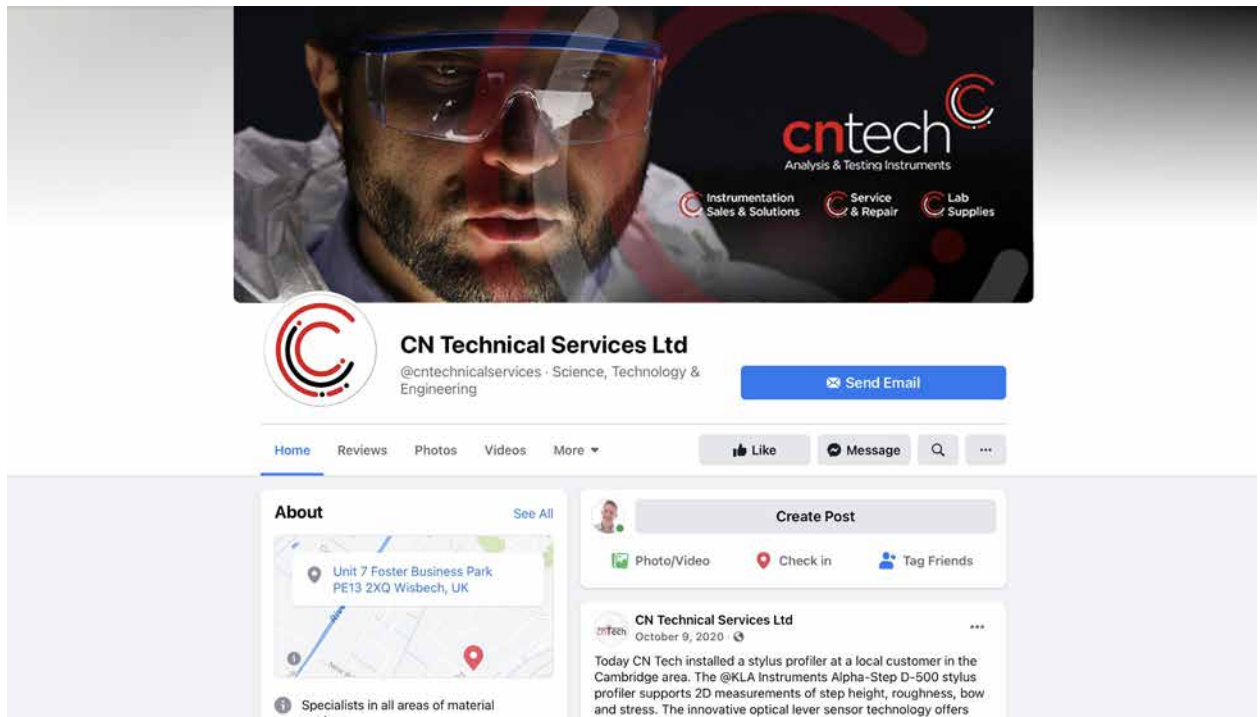 cntech
Analysis & Testing Instruments
Instrumentation
Sales & Solutions
Service
& Repair
Lab
Supplies
CN Technical Services Ltd
@cntechnicalservices · Science, Technology &
Engineering
Send Email
Home
Reviews
Photos
Videos
More
Like
Message
About
See All
Unit 7 Foster Business Park
PE13 2XQ Wisbech, UK
Specialists in all areas of material
Create Post
Photo/Video
Check in
Tag Friends
cntech
CN Technical Services Ltd
October 9, 2020 ·
Today CN Tech installed a stylus profiler at a local customer in the
Cambridge area. The @KLA Instruments Alpha-Step D-500 stylus
profiler supports 2D measurements of step height, roughness, bow
and stress. The innovative optical lever sensor technology offers